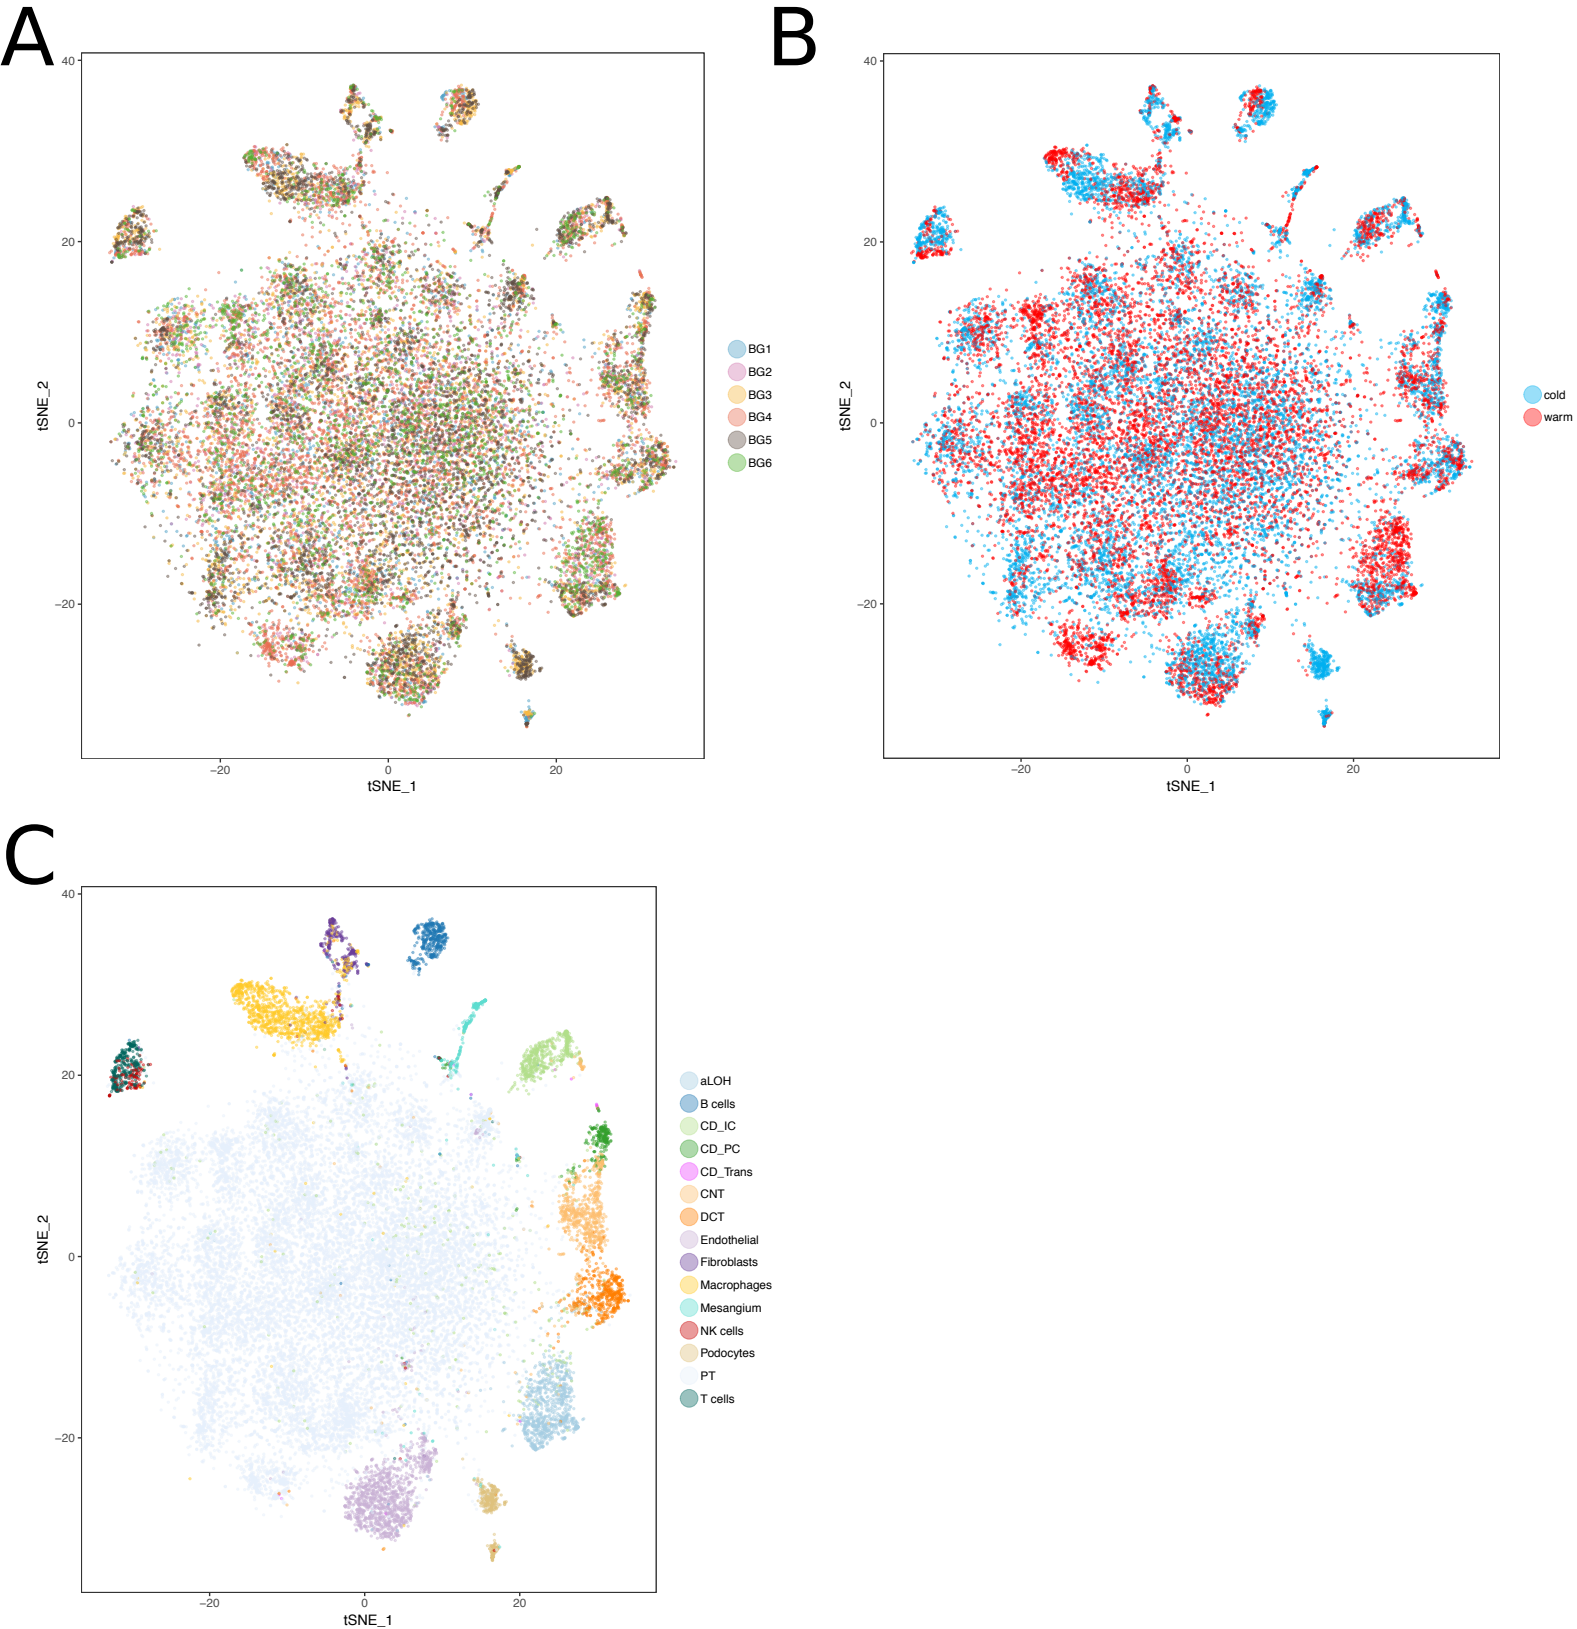 A
B
40
20
0
−20
tSNE_2
−20
0
20
tSNE_1
BG1
BG2
BG3
BG4
BG5
BG6
40
20
0
−20
tSNE_2
−20
0
20
tSNE_1
cold
warm
C
40
20
0
−20
tSNE_2
−20
0
20
tSNE_1
aLOH
B cells
CD_IC
CD_PC
CD_Trans
CNT
DCT
Endothelial
Fibroblasts
Macrophages
Mesangium
NK cells
Podocytes
PT
T cells